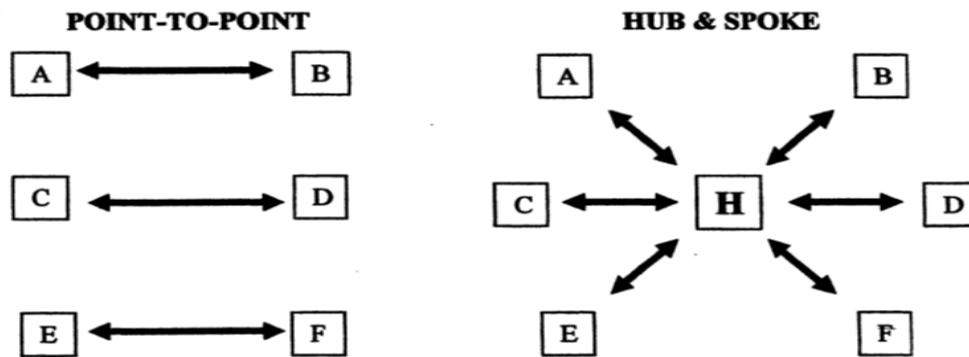 POINT-TO-POINT
A B
C D
E F
HUB & SPOKE
A B
C H D
E F